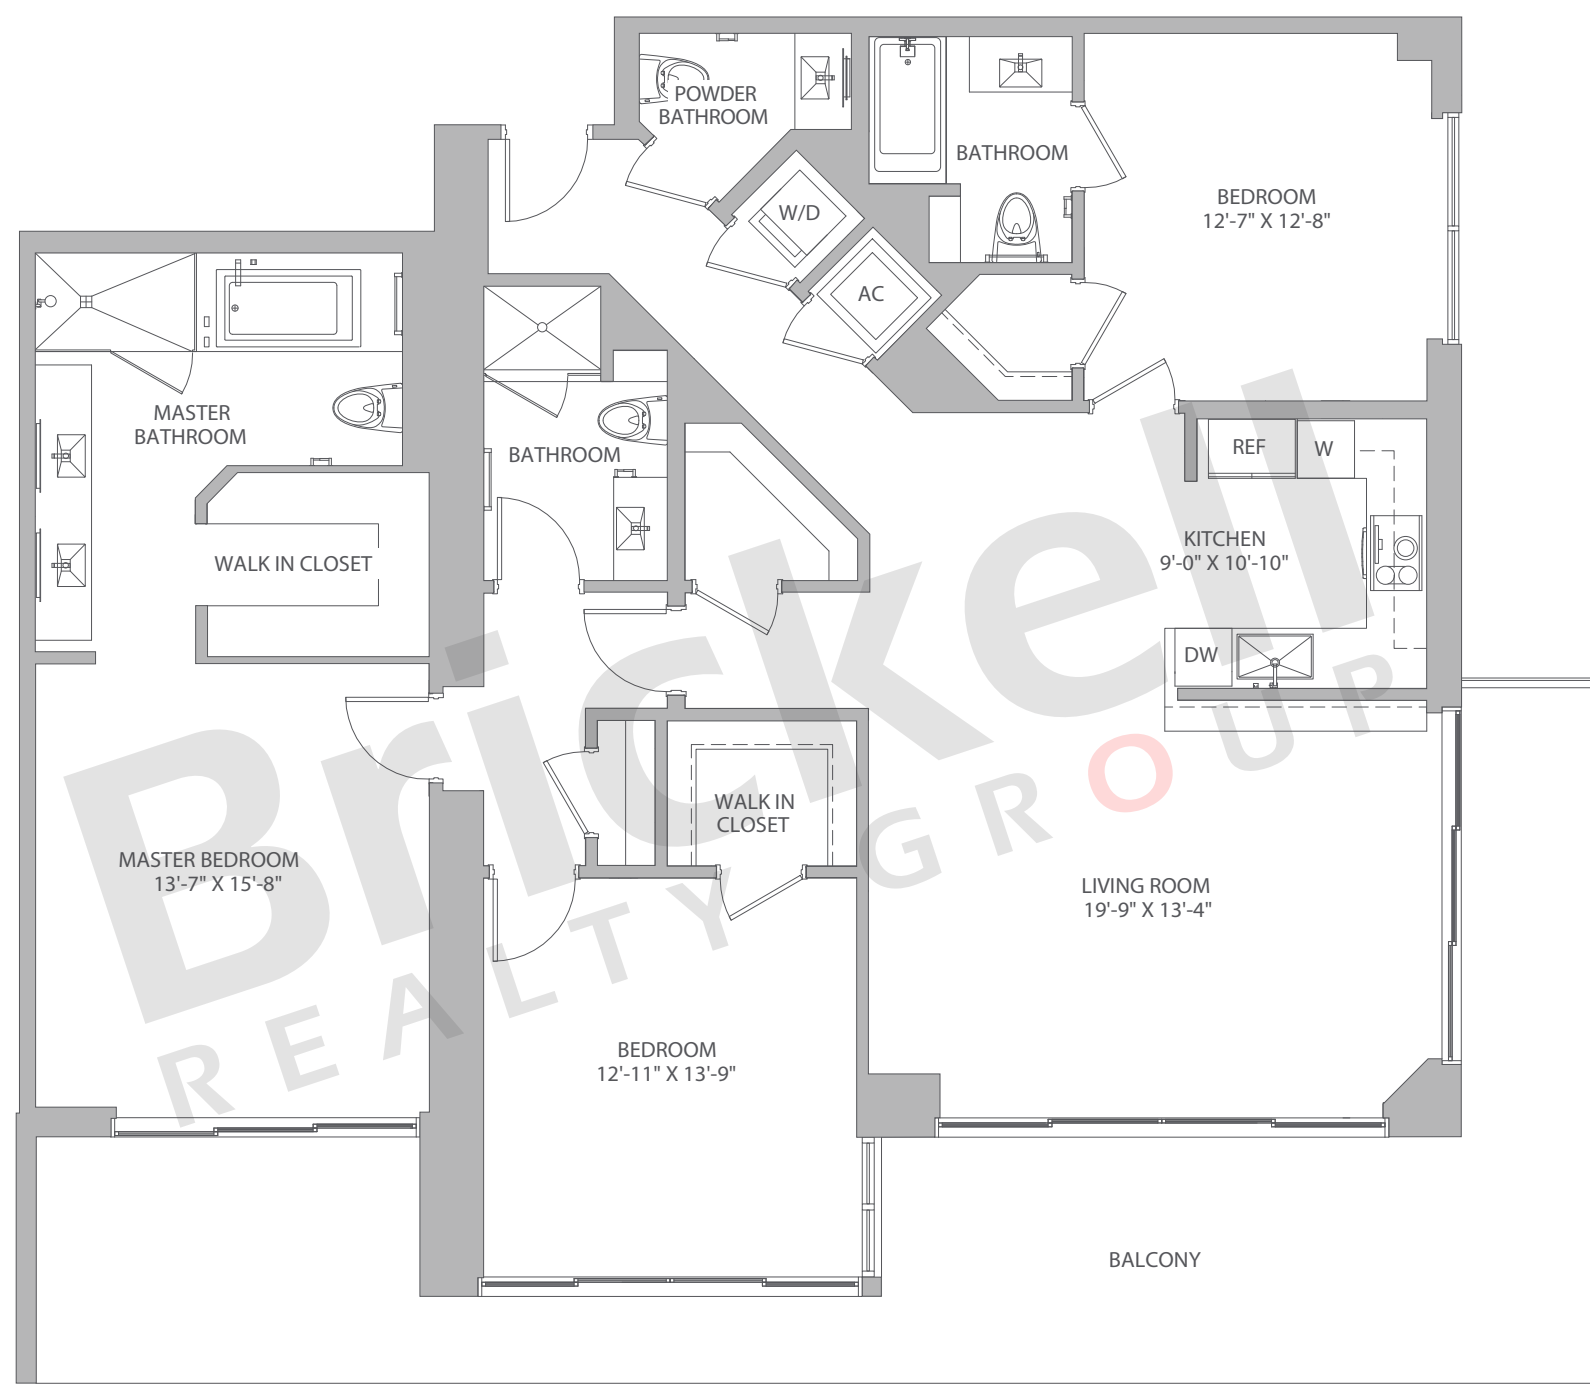 POWDER
BATHROOM
BATHROOM
BEDROOM
12'-7" X 12'-8"
W/D
AC
MASTER
BATHROOM
BATHROOM
REF
W
WALK IN CLOSET
KITCHEN
9'-0" X 10'-10"
DW
WALK IN
CLOSET
MASTER BEDROOM
13'-7" X 15'-8"
LIVING ROOM
19'-9" X 13'-4"
BEDROOM
12'-11" X 13'-9"
BALCONY
Brickell
REALTY GROUP